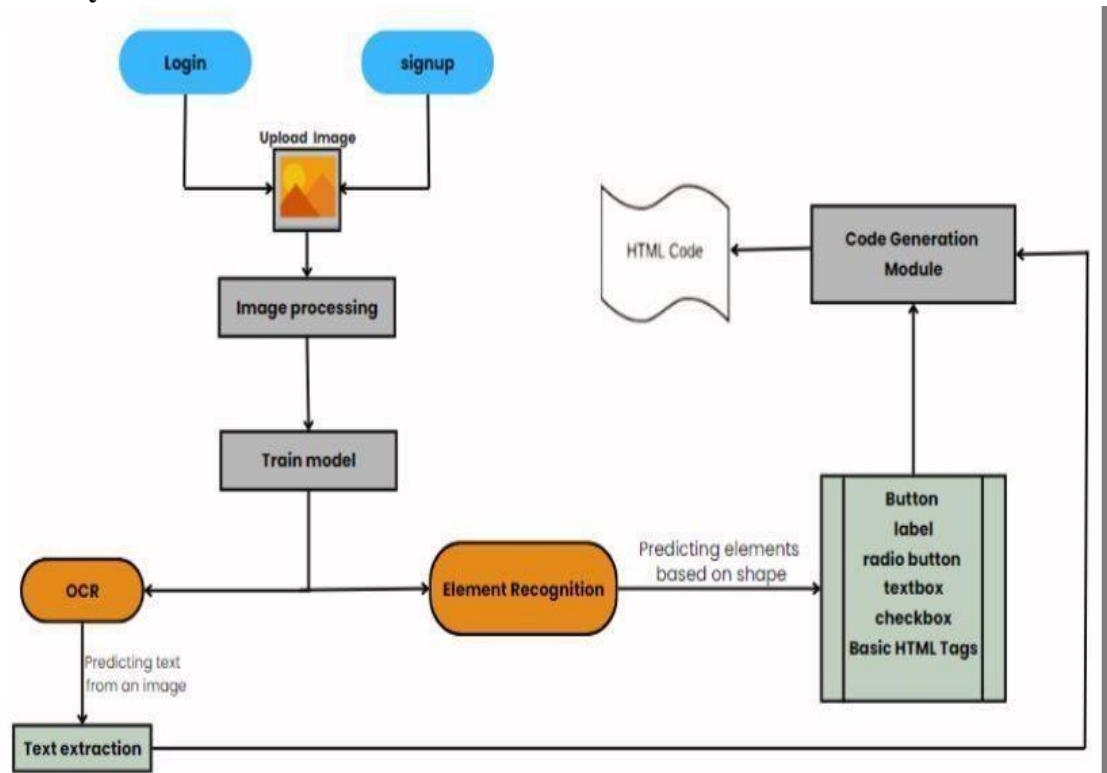 Login
signup
Upload Image
Image processing
HTML Code
Code Generation
Module
Train model
OCR
Element Recognition
Predicting elements
based on shape
Button
label
radio button
textbox
checkbox
Basic HTML Tags
Predicting text
from an image
Text extraction